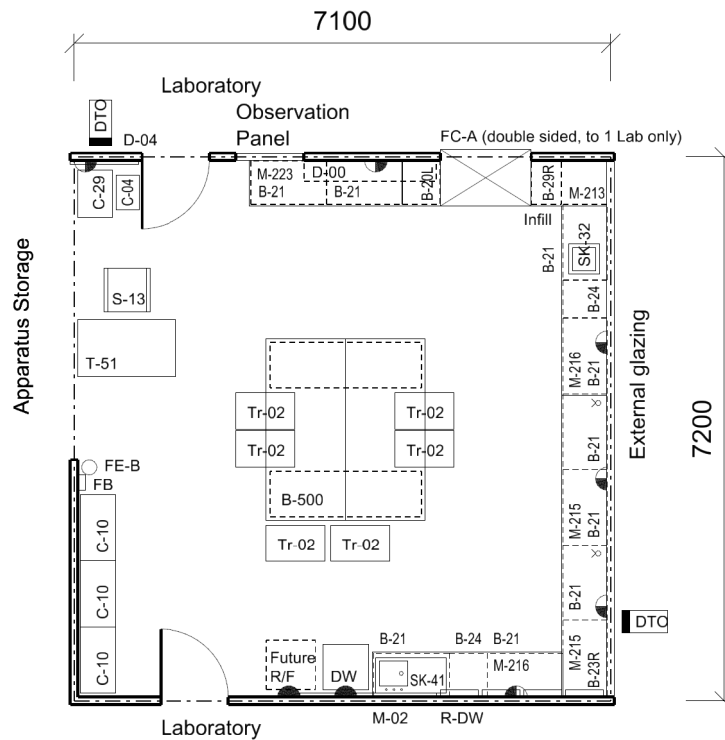 7100
Laboratory
Observation
Panel
DTO
D-04
FC-A (double sided, to 1 Lab only)
C-29
C-04
M-223
D-00
B-21
B-21
B-20L
B-29R
M-213
Infill
B-21
SK-32
B-24
S-13
T-51
Apparatus Storage
M-216
B-21
External glazing
7200
Tr-02
Tr-02
Tr-02
Tr-02
B-21
FE-B
FB
B-500
M-215
B-21
C-10
Tr-02
Tr-02
C-10
B-21
DTO
C-10
B-21
B-24
B-21
Future
R/F
DW
SK-41
M-216
M-215
B-23R
M-02
R-DW
Laboratory